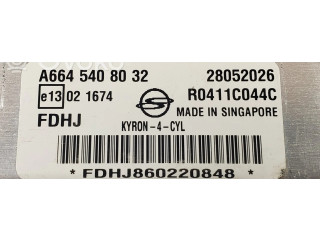 A664 540 80 32 28052026
e13 02 1674 R0411C044C
MADE IN SINGAPORE
FDHJ KYRON-4-CYL
*FDHJ860220848*